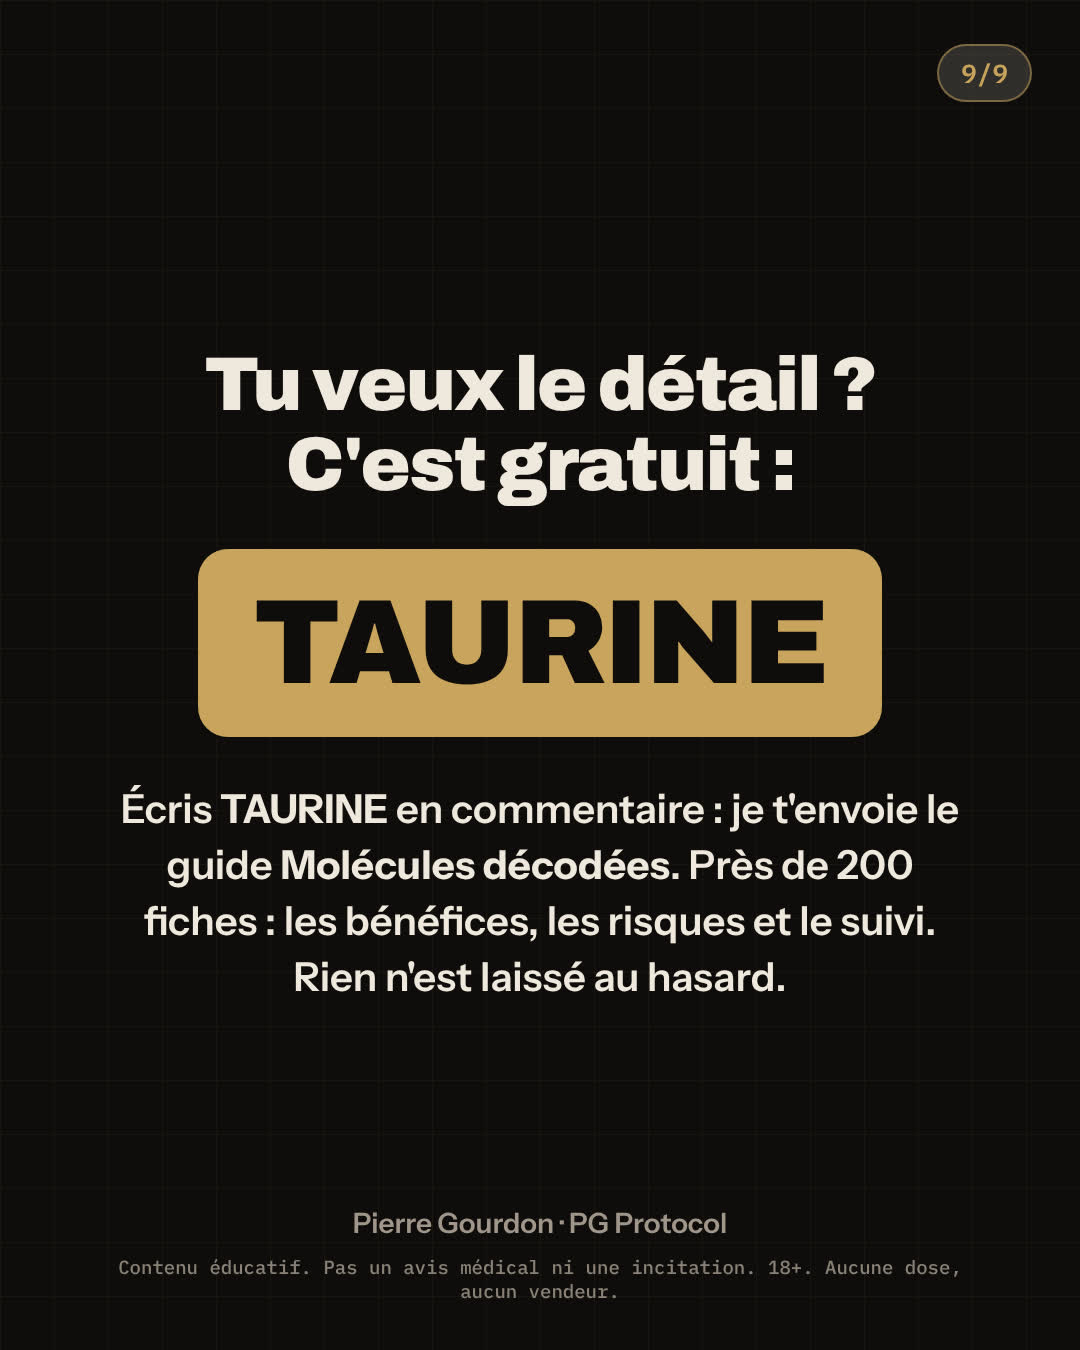 9/9
Tu veux le détail ?
C'est gratuit :
TAURINE
Écris TAURINE en commentaire : je t'envoie le
guide Molécules décodées. Près de 200
fiches : les bénéfices, les risques et le suivi.
Rien n'est laissé au hasard.
Pierre Gourdon · PG Protocol
Contenu éducatif. Pas un avis médical ni une incitation. 18+. Aucune dose,
aucun vendeur.